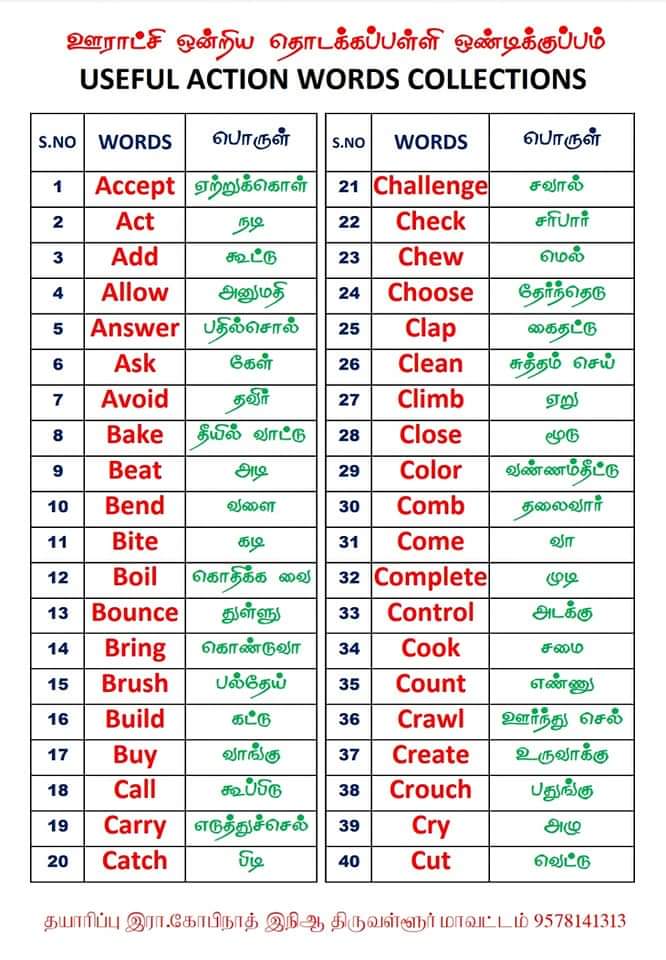 ஊராட்சி ஒன்றிய தொடக்கப்பள்ளி ஒண்டிக்குப்பம்
USEFUL ACTION WORDS COLLECTIONS
S.NO WORDS பொருள் S.NO WORDS பொருள்
1 Accept ஏற்றுக்கொள் 21 Challenge சவால்
2 Act நடி 22 Check சரிபார்
3 Add கூட்டு 23 Chew மெல்
4 Allow அனுமதி 24 Choose தேர்ந்தெடு
5 Answer பதில்சொல் 25 Clap கைதட்டு
6 Ask கேள் 26 Clean சுத்தம் செய்
7 Avoid தவிர் 27 Climb ஏறு
8 Bake தீயில் வாட்டு 28 Close மூடு
9 Beat அடி 29 Color வண்ணம்தீட்டு
10 Bend வளை 30 Comb தலைவார்
11 Bite கடி 31 Come வா
12 Boil கொதிக்க வை 32 Complete முடி
13 Bounce துள்ளு 33 Control அடக்கு
14 Bring கொண்டுவா 34 Cook சமை
15 Brush பல்தேய் 35 Count எண்ணு
16 Build கட்டு 36 Crawl ஊர்ந்து செல்
17 Buy வாங்கு 37 Create உருவாக்கு
18 Call கூப்பிடு 38 Crouch பதுங்கு
19 Carry எடுத்துச்செல் 39 Cry அழு
20 Catch பிடி 40 Cut வெட்டு
தயாரிப்பு இரா.கோபிநாத் இநிஆ திருவள்ளூர் மாவட்டம் 9578141313